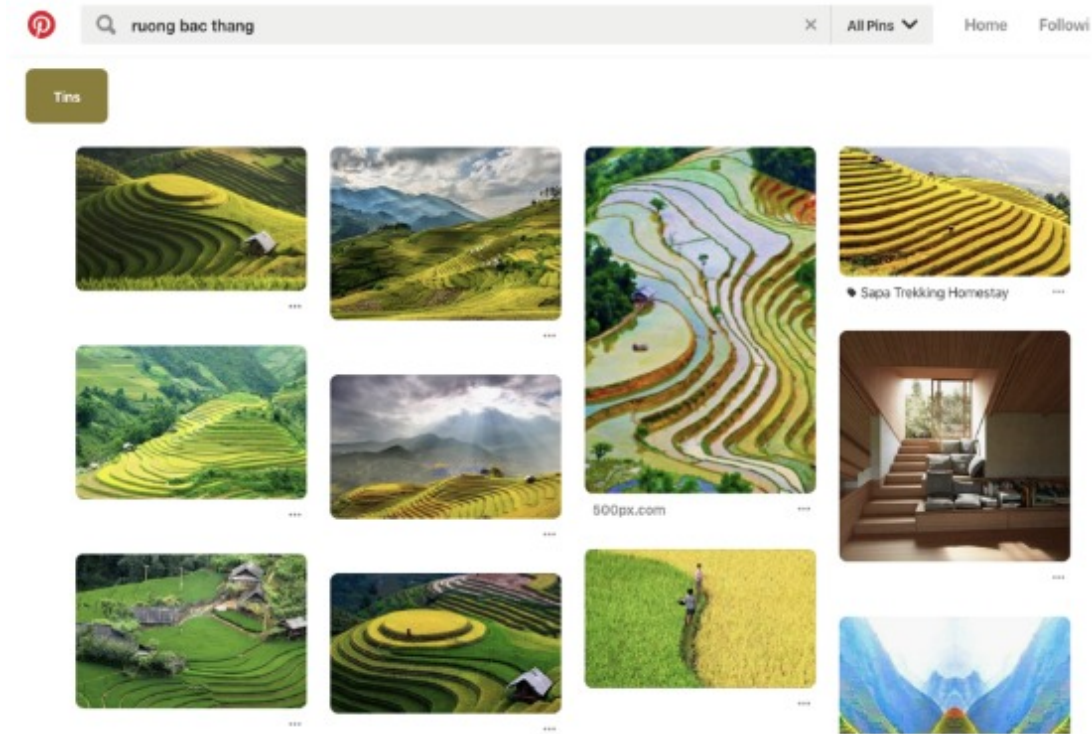 ruong bac thang
All Pins
Home
Followi
Tins
Sapa Trekking Homestay
500px.com